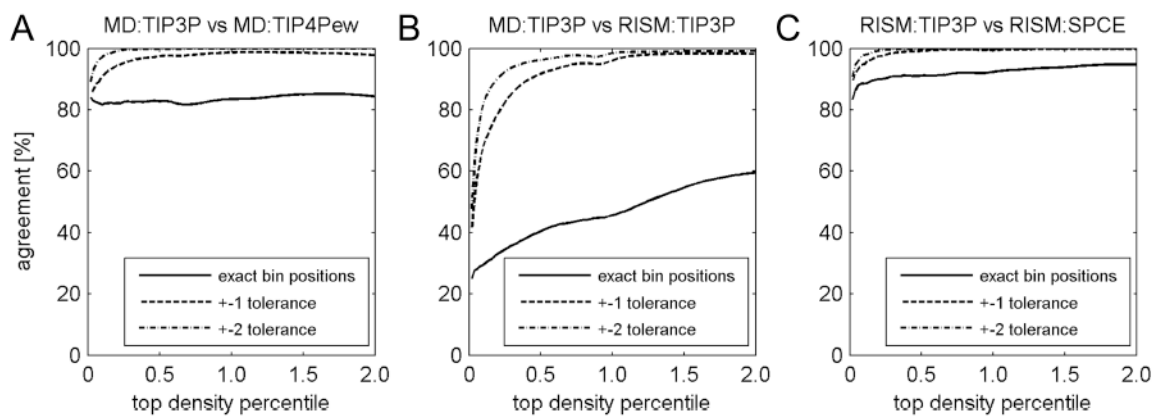 A
MD:TIP3P vs MD:TIP4Pew
agreement [%]
100
80
60
40
20
0
exact bin positions
+-1 tolerance
+-2 tolerance
0 0.5 1.0 1.5 2.0
top density percentile
B
MD:TIP3P vs RISM:TIP3P
100
80
60
40
20
0
exact bin positions
+-1 tolerance
+-2 tolerance
0 0.5 1.0 1.5 2.0
top density percentile
C
RISM:TIP3P vs RISM:SPCE
100
80
60
40
20
0
exact bin positions
+-1 tolerance
+-2 tolerance
0 0.5 1.0 1.5 2.0
top density percentile